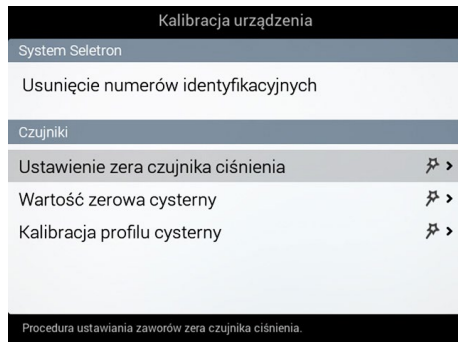 Kalibracja urządzenia
System Seletron
Usunięcie numerów identyfikacyjnych
Czujniki
Ustawienie zera czujnika ciśnienia
Wartość zerowa cysterny
Kalibracja profilu cysterny
Procedura ustawiania zaworów zera czujnika ciśnienia.